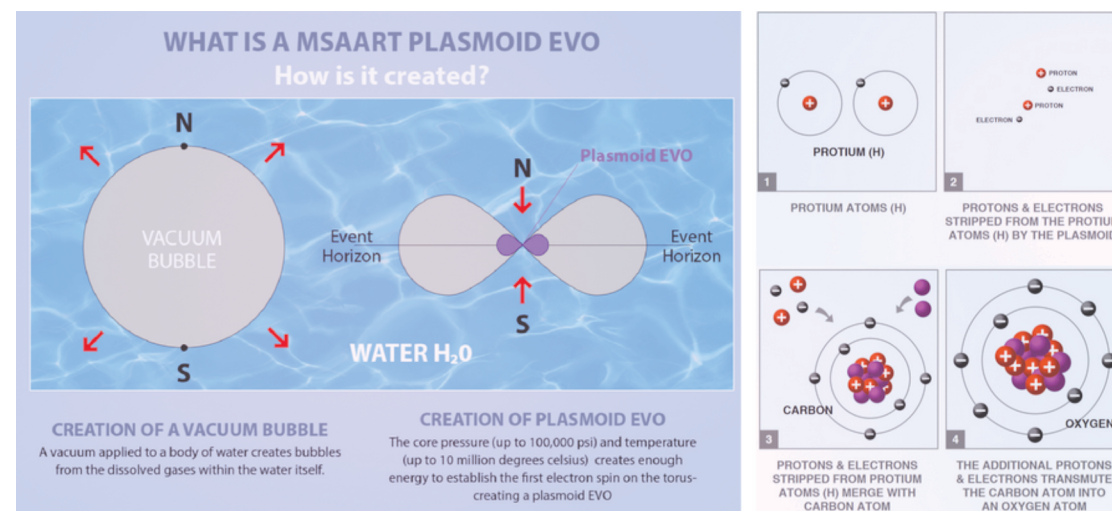 WHAT IS A MSAART PLASMOID EVO
How is it created?
N
VACUUM
BUBBLE
S
Plasmoid EVO
N
Event
Horizon
Event
Horizon
S
WATER H₂0
CREATION OF A VACUUM BUBBLE
A vacuum applied to a body of water creates bubbles
from the dissolved gases within the water itself.
CREATION OF PLASMOID EVO
The core pressure (up to 100,000 psi) and temperature
(up to 10 million degrees celsius) creates enough
energy to establish the first electron spin on the torus-
creating a plasmoid EVO
PROTIUM (H)
1
PROTIUM ATOMS (H)
PROTON
ELECTRON
PROTON
ELECTRON
2
PROTONS & ELECTRONS
STRIPPED FROM THE PROTIU
ATOMS (H) BY THE PLASMOID
CARBON
3
PROTONS & ELECTRONS
STRIPPED FROM PROTIUM
ATOMS (H) MERGE WITH
CARBON ATOM
OXYGEN
4
THE ADDITIONAL PROTONS
& ELECTRONS TRANSMUTE
THE CARBON ATOM INTO
AN OXYGEN ATOM